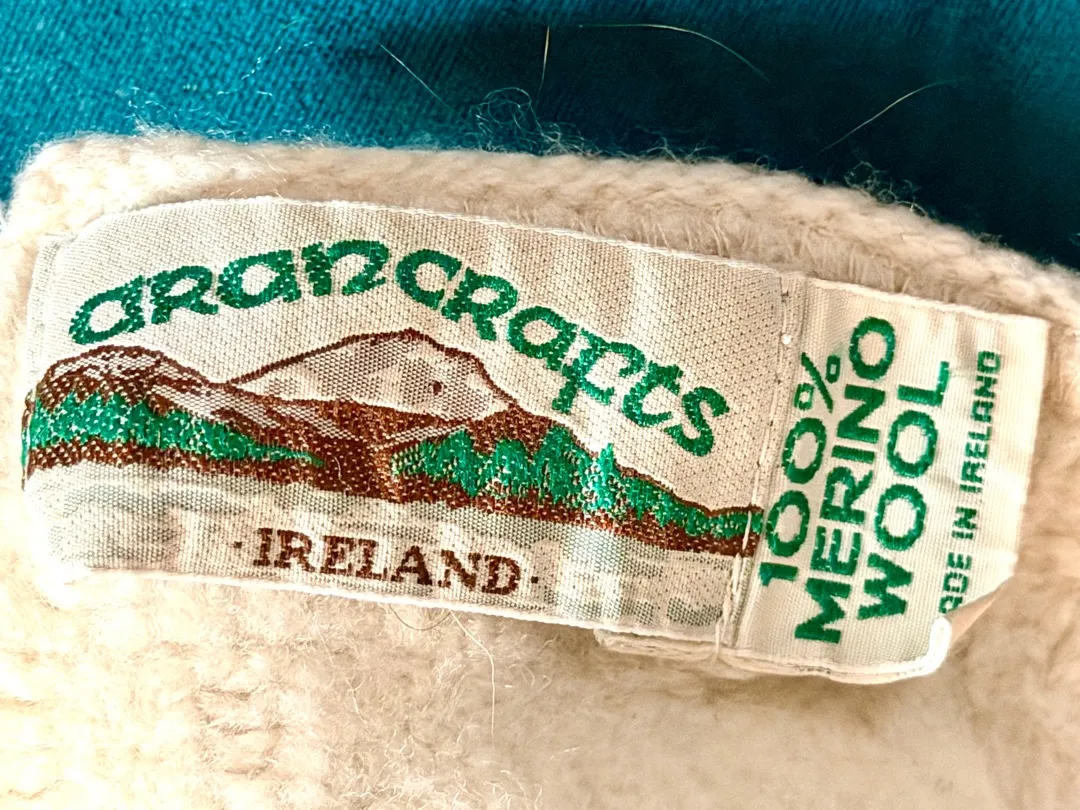 arancrafts
·IRELAND·
100%
MERINO
WOOL
ADE IN IRELAND